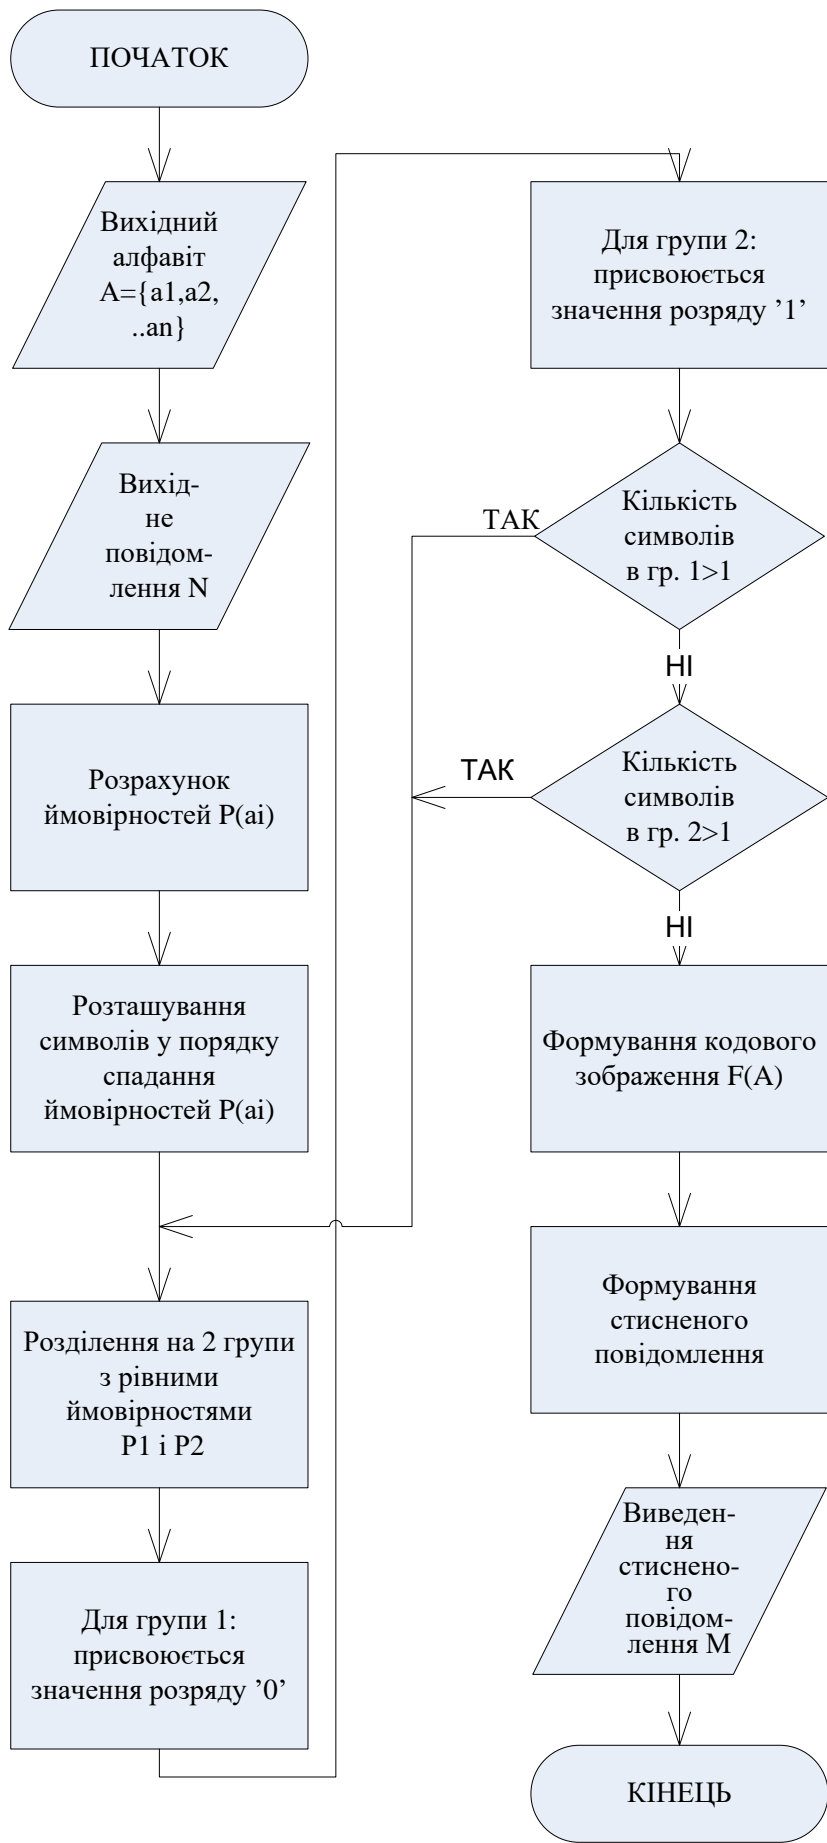 ПОЧАТОК
Вихідний
алфавіт
A={a1,a2,
..an}
Вихід-
не
повідом-
лення N
Розрахунок
ймовірностей P(ai)
Розташування
символів у порядку
спадання
ймовірностей P(ai)
Розділення на 2 групи
з рівними
ймовірностями
P1 і P2
Для групи 1:
присвоюється
значення розряду ’0’
Для групи 2:
присвоюється
значення розряду ’1’
ТАК
Кількість
символів
в гр. 1>1
НІ
ТАК
Кількість
символів
в гр. 2>1
НІ
Формування кодового
зображення F(A)
Формування
стисненого
повідомлення
Виведен-
ня
стисцено-
го
повідом-
лення M
КІНЕЦЬ